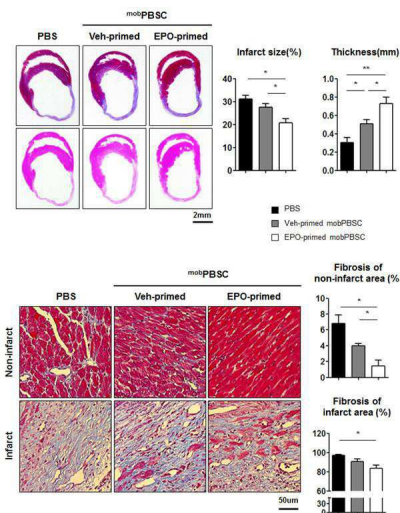 mobPBSC
PBS
Veh-primed
EPO-primed
2mm
Infarct size(%)
40
30
20
10
0
*
*
Thickness(mm)
1.0
0.8
0.6
0.4
0.2
0.0
**
*
*
PBS
Veh-primed mobPBSC
EPO-primed mobPBSC
mobPBSC
PBS
Veh-primed
EPO-primed
Non-infarct
Infarct
50um
Fibrosis of
non-infarct area (%
8
6
4
2
0
*
*
Fibrosis of
infarct area (%)
120
100
80
60
30
0
*